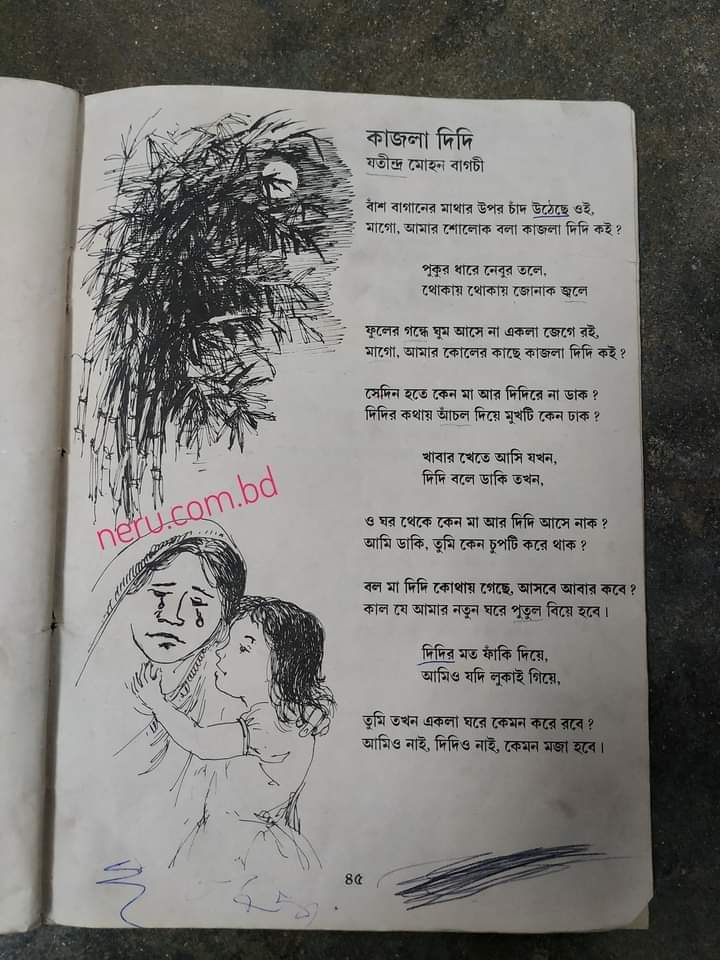 কাজলা দিদি
যতীন্দ্র মোহন বাগচী
বাঁশ বাগানের মাথার উপর চাঁদ উঠেছে ওই,
মাগো, আমার শোলোক বলা কাজলা দিদি কই ?
পুকুর ধারে নেবুর তলে,
থোকায় থোকায় জোনাক জ্বলে
ফুলের গন্ধে ঘুম আসে না একলা জেগে রই,
মাগো, আমার কোলের কাছে কাজলা দিদি কই ?
সেদিন হতে কেন মা আর দিদিরে না ডাক ?
দিদির কথায় আঁচল দিয়ে মুখটি কেন ঢাক ?
খাবার খেতে আসি যখন,
দিদি বলে ডাকি তখন,
ও ঘর থেকে কেন মা আর দিদি আসে নাক ?
আমি ডাকি, তুমি কেন চুপটি করে থাক ?
বল মা দিদি কোথায় গেছে, আসবে আবার কবে ?
কাল যে আমার নতুন ঘরে পুতুল বিয়ে হবে।
দিদির মত ফাঁকি দিয়ে,
আমিও যদি লুকাই গিয়ে,
তুমি তখন একলা ঘরে কেমন করে রবে ?
আমিও নাই, দিদিও নাই, কেমন মজা হবে।
neru.com.bd
৪৫